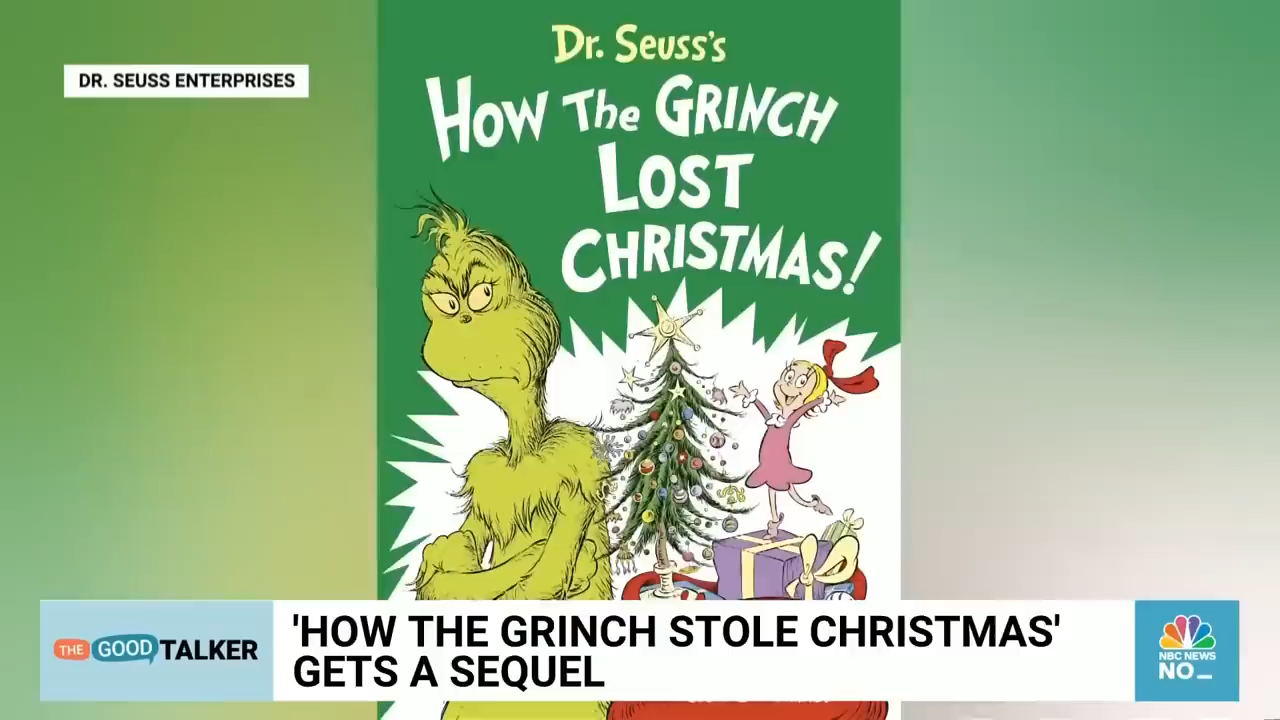 DR. SEUSS ENTERPRISES
Dr. Seuss's
HOW THE GRINCH
LOST
CHRISTMAS!
THE GOOD TALKER
'HOW THE GRINCH STOLE CHRISTMAS'
GETS A SEQUEL
NBC NEWS
NO_